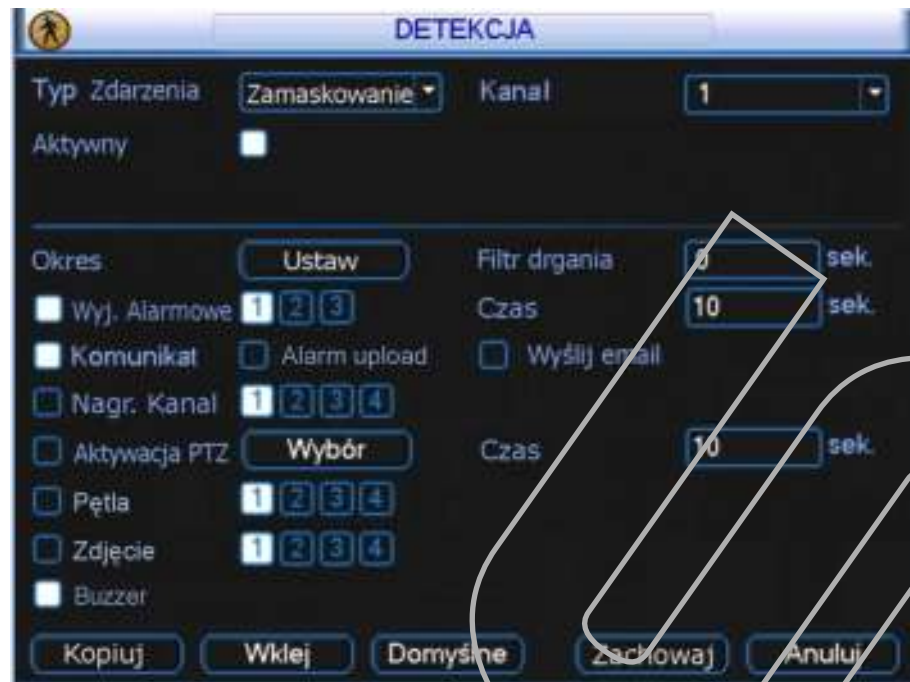 DETEKCJA
Typ Zdarzenia Zamaskowanie Kanał 1
Aktywny
Okres Ustaw Filtr drgania 0 sek.
Wyj. Alarmowe 1 2 3 Czas 10 sek.
Komunikat Alarm upload Wyślij email
Nagr. Kanał 1 2 3 4
Aktywacja PTZ Wybór Czas 10 sek.
Pętla 1 2 3 4
Zdjęcie 1 2 3 4
Buzzer
Kopiuj Wklej Domyślne Zachowaj Anuluj